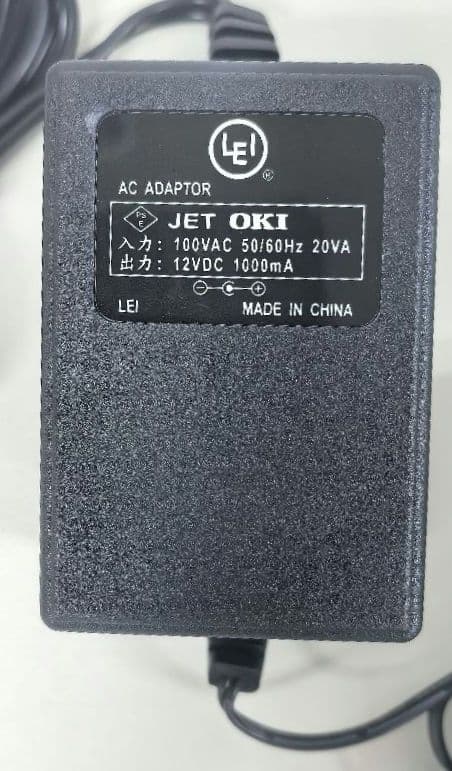 LEI
®
AC ADAPTOR
PS E JET OKI
入力: 100VAC 50/60Hz 20VA
出力: 12VDC 1000mA
LEI MADE IN CHINA